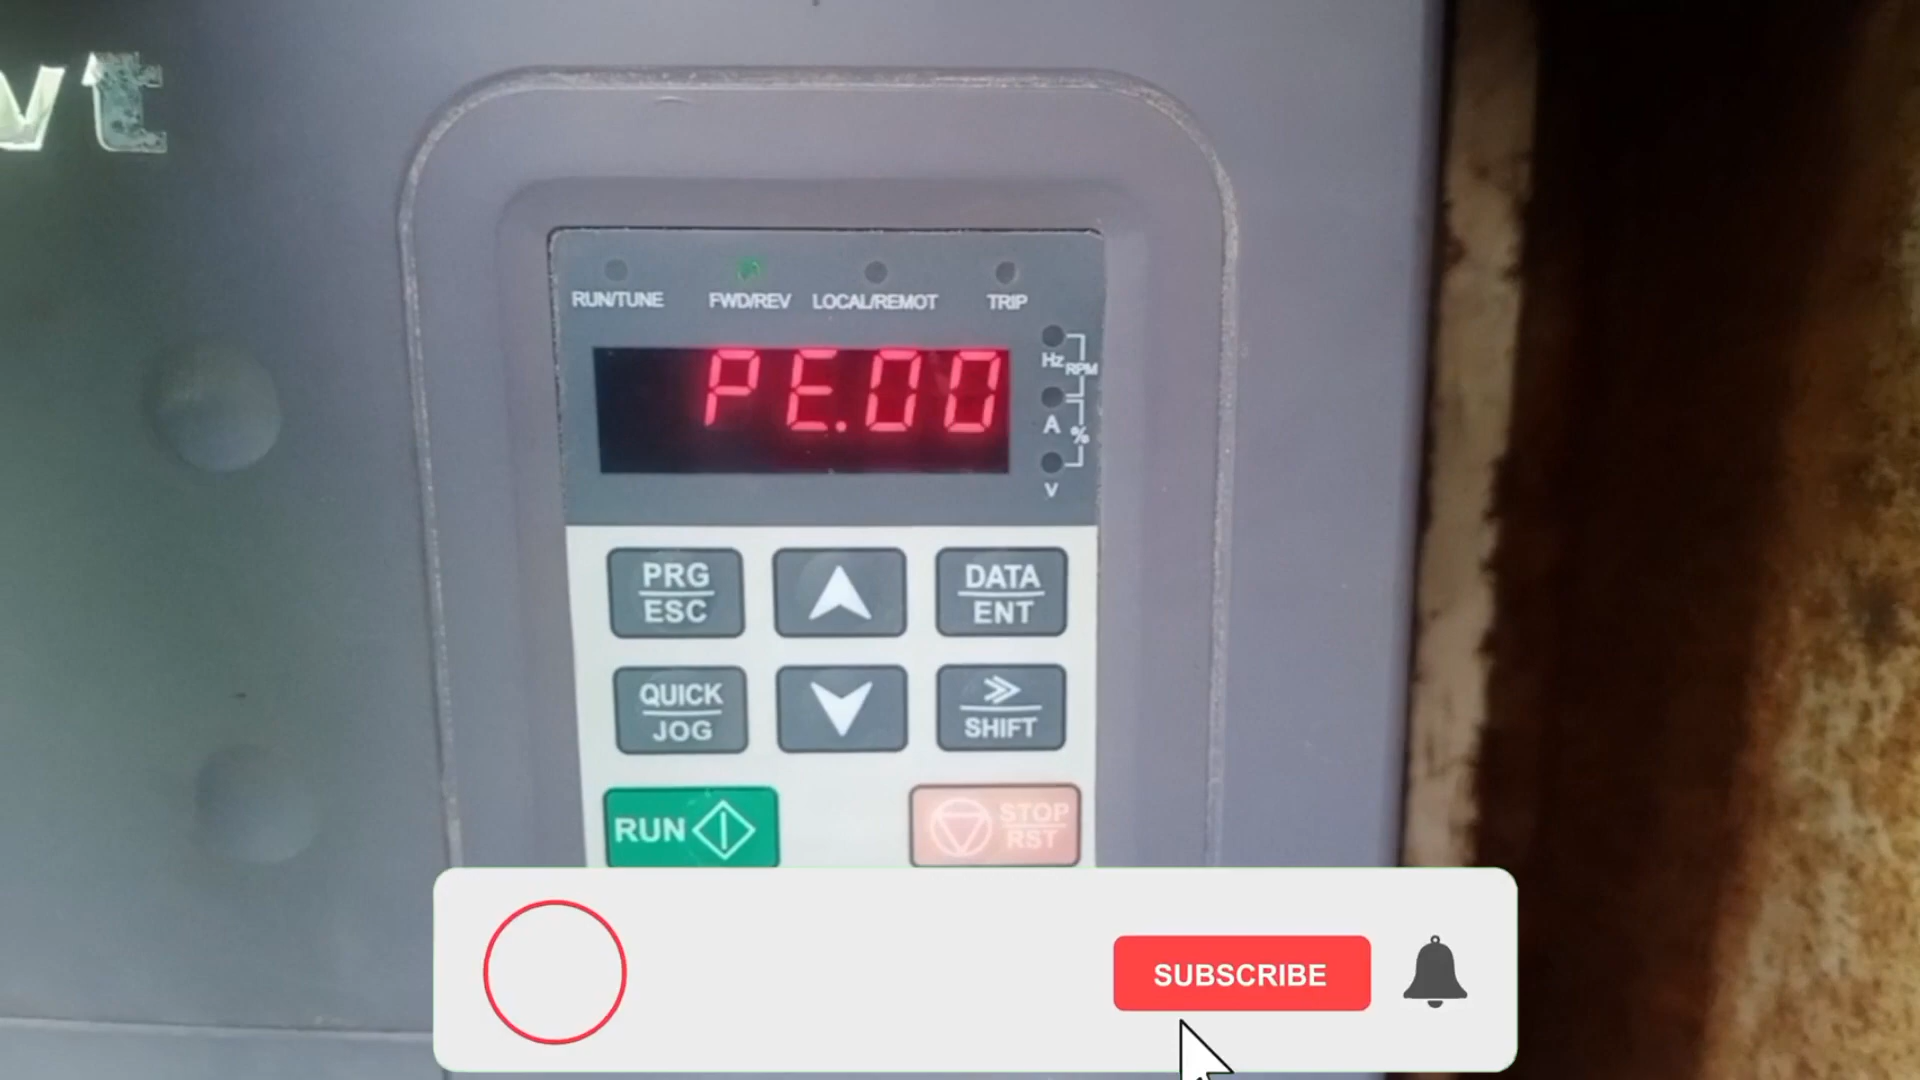 vt
RUN/TUNE FWD/REV LOCAL/REMOT TRIP
PE.00
Hz
RPM
A
%
V
PRG
ESC
DATA
ENT
QUICK
JOG
SHIFT
RUN
STOP
RST
SUBSCRIBE